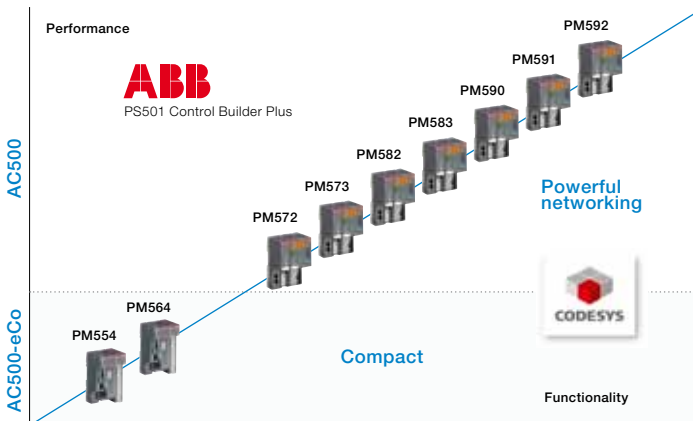 Performance
PM592
PM591
ABB
PM590
PS501 Control Builder Plus
PM583
PM582
AC500
PM573
Powerful
networking
PM572
CODESYS
PM564
PM554
AC500-eCo
Compact
Functionality